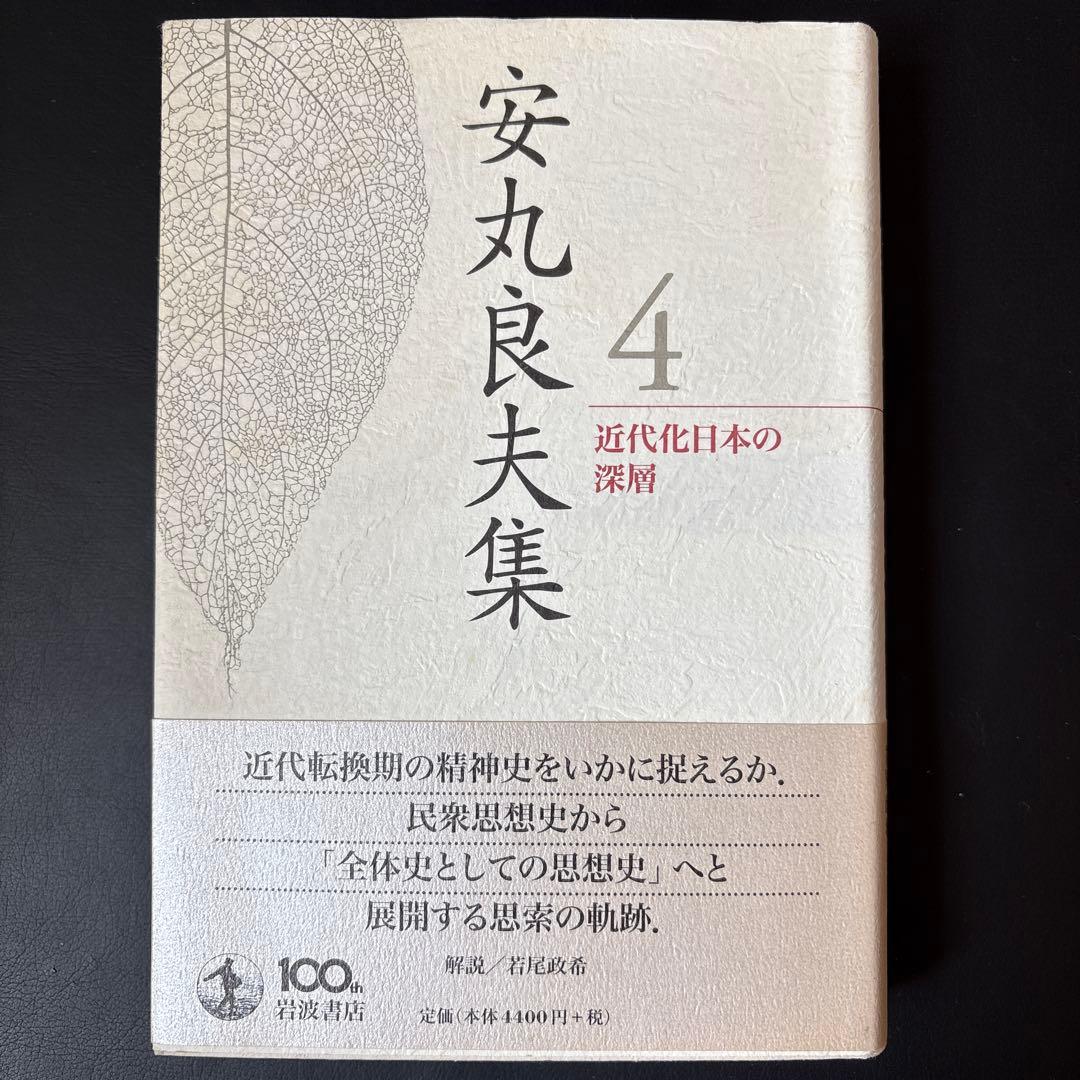 安丸良夫集
4
近代化日本の
深層
近代転換期の精神史をいかに捉えるか.
民衆思想史から
「全体史としての思想史」へと
展開する思索の軌跡.
解説／若尾政希
100th
岩波書店
定価(本体4400円+税)